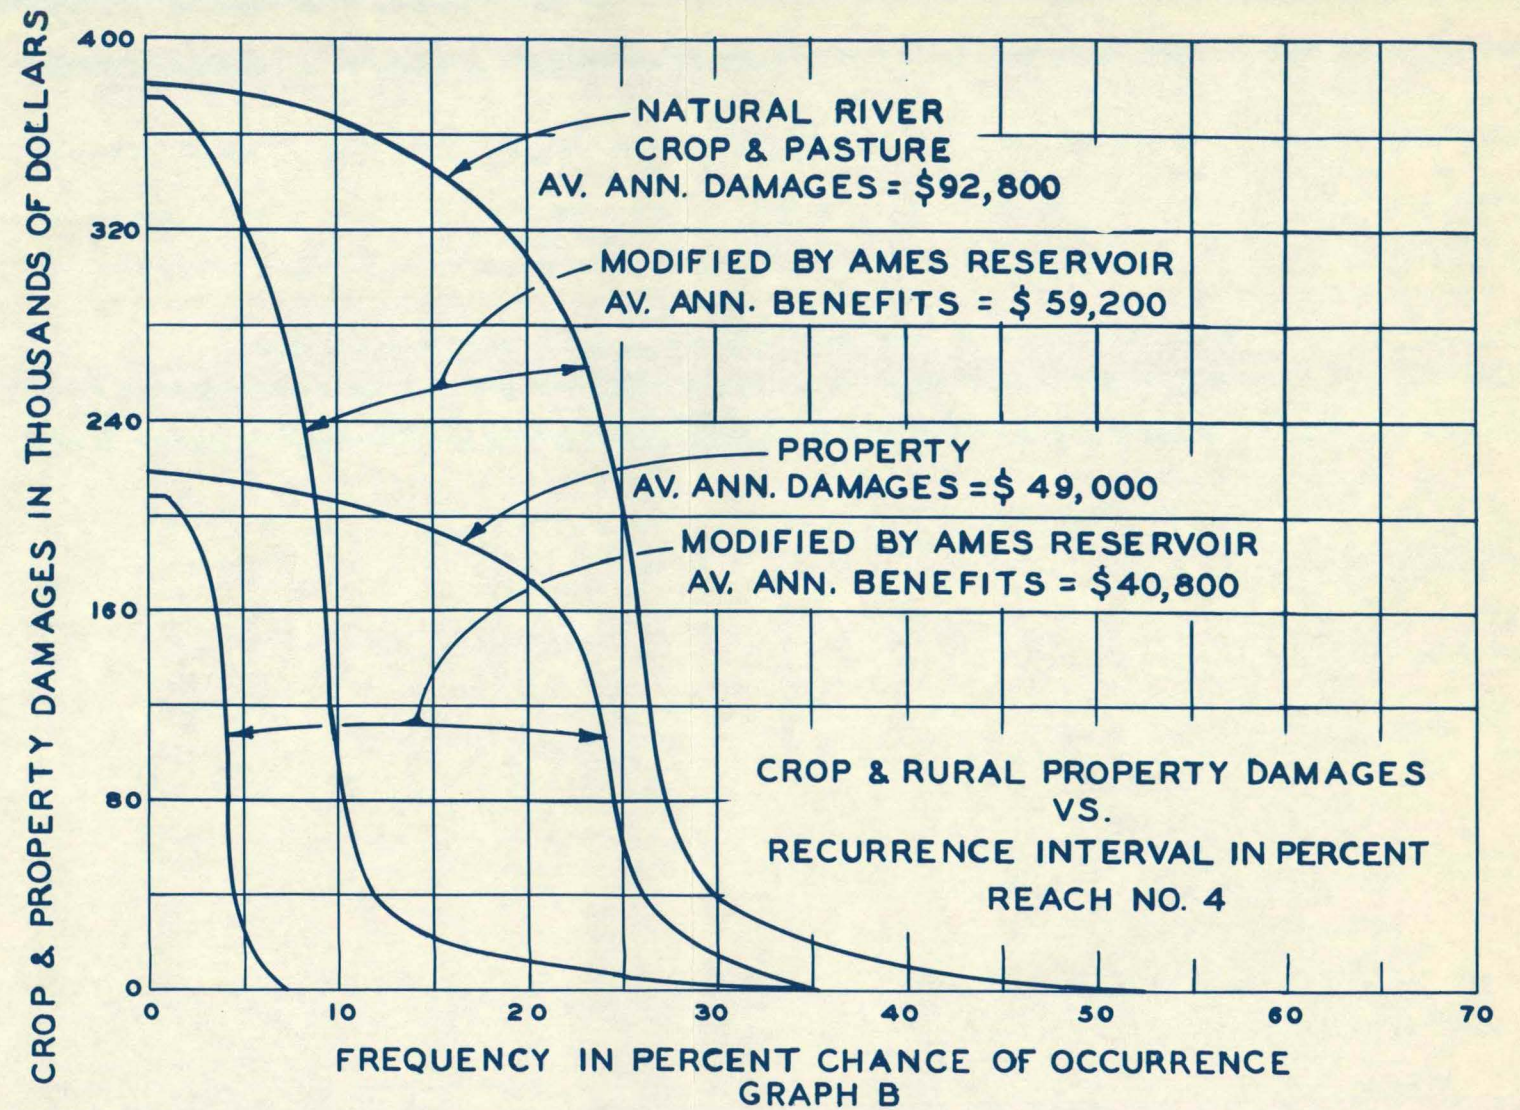 CROP & PROPERTY DAMAGES IN THOUSANDS OF DOLLARS
400
320
240
160
80
0
NATURAL RIVER
CROP & PASTURE
AV. ANN. DAMAGES = $92,800
MODIFIED BY AMES RESERVOIR
AV. ANN. BENEFITS = $ 59,200
PROPERTY
AV. ANN. DAMAGES = $ 49,000
MODIFIED BY AMES RESERVOIR
AV. ANN. BENEFITS = $40,800
CROP & RURAL PROPERTY DAMAGES
VS.
RECURRENCE INTERVAL IN PERCENT
REACH NO. 4
0 10 20 30 40 50 60 70
FREQUENCY IN PERCENT CHANCE OF OCCURRENCE
GRAPH B